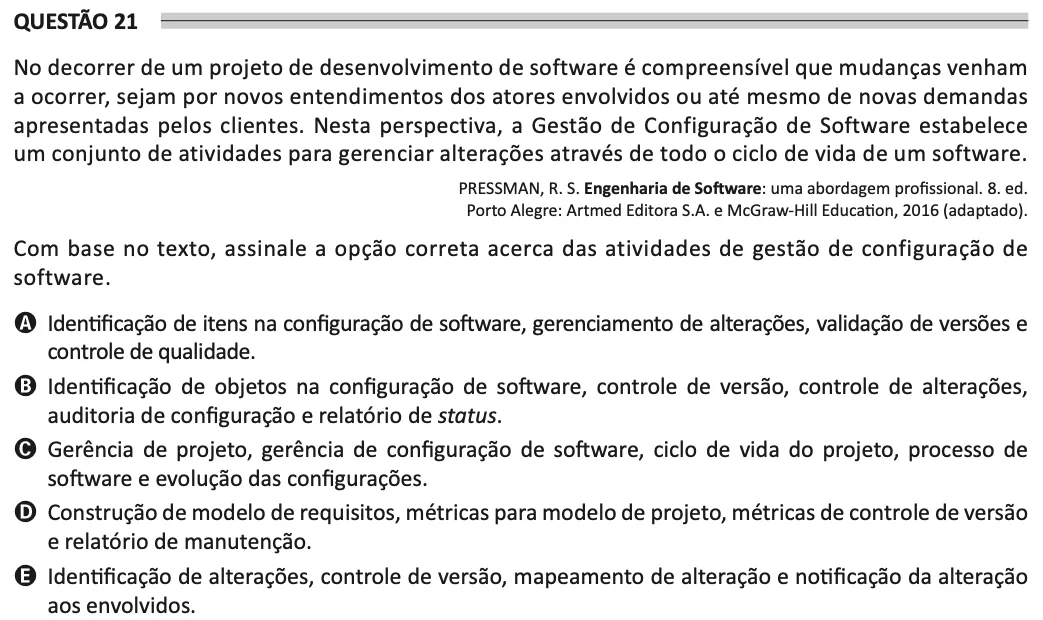 QUESTÃO 21
No decorrer de um projeto de desenvolvimento de software é compreensível que mudanças venham
a ocorrer, sejam por novos entendimentos dos atores envolvidos ou até mesmo de novas demandas
apresentadas pelos clientes. Nesta perspectiva, a Gestão de Configuração de Software estabelece
um conjunto de atividades para gerenciar alterações através de todo o ciclo de vida de um software.
PRESSMAN, R. S. Engenharia de Software: uma abordagem profissional. 8. ed.
Porto Alegre: Artmed Editora S.A. e McGraw-Hill Education, 2016 (adaptado).
Com base no texto, assinale a opção correta acerca das atividades de gestão de configuração de
software.
A Identificação de itens na configuração de software, gerenciamento de alterações, validação de versões e
controle de qualidade.
B Identificação de objetos na configuração de software, controle de versão, controle de alterações,
auditoria de configuração e relatório de status.
C Gerência de projeto, gerência de configuração de software, ciclo de vida do projeto, processo de
software e evolução das configurações.
D Construção de modelo de requisitos, métricas para modelo de projeto, métricas de controle de versão
e relatório de manutenção.
E Identificação de alterações, controle de versão, mapeamento de alteração e notificação da alteração
aos envolvidos.